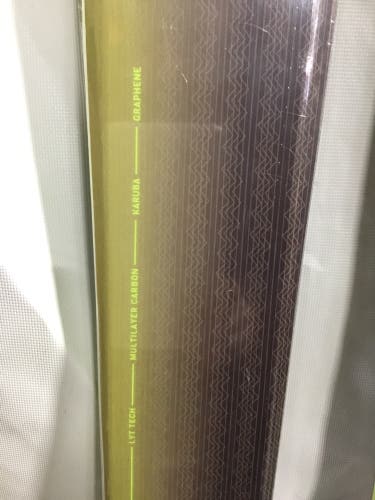 LYT TECH — MULTILAYER CARBON — KARUBA — GRAPHENE